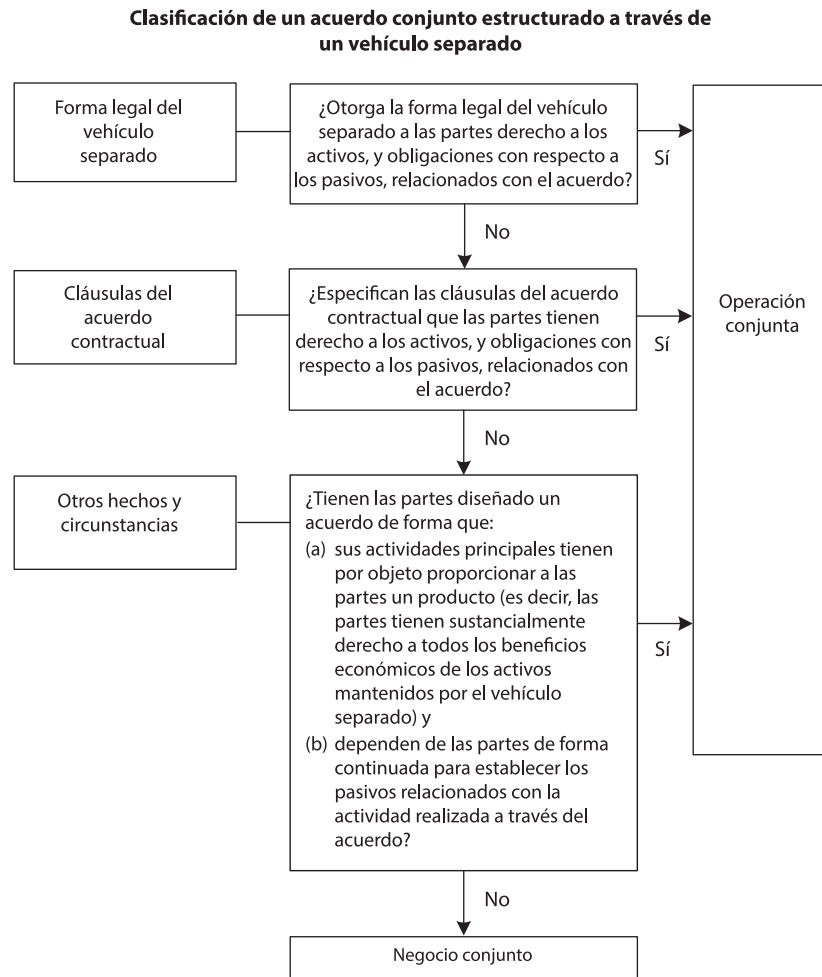 Clasificación de un acuerdo conjunto estructurado a través de
un vehículo separado
Forma legal del
vehículo
separado
¿Otorga la forma legal del vehículo
separado a las partes derecho a los
activos, y obligaciones con respecto a
los pasivos, relacionados con el acuerdo?
Sí
No
Cláusulas del
acuerdo
contractual
¿Especifican las cláusulas del acuerdo
contractual que las partes tienen
derecho a los activos, y obligaciones con
respecto a los pasivos, relacionados con
el acuerdo?
Sí
Operación
conjunta
No
Otros hechos y
circunstancias
¿Tienen las partes diseñado un
acuerdo de forma que:
(a) sus actividades principales tienen
por objeto proporcionar a las
partes un producto (es decir, las
partes tienen sustancialmente
derecho a todos los beneficios
económicos de los activos
mantenidos por el vehículo
separado) y
(b) dependen de las partes de forma
continuada para establecer los
pasivos relacionados con la
actividad realizada a través del
acuerdo?
Sí
No
Negocio conjunto